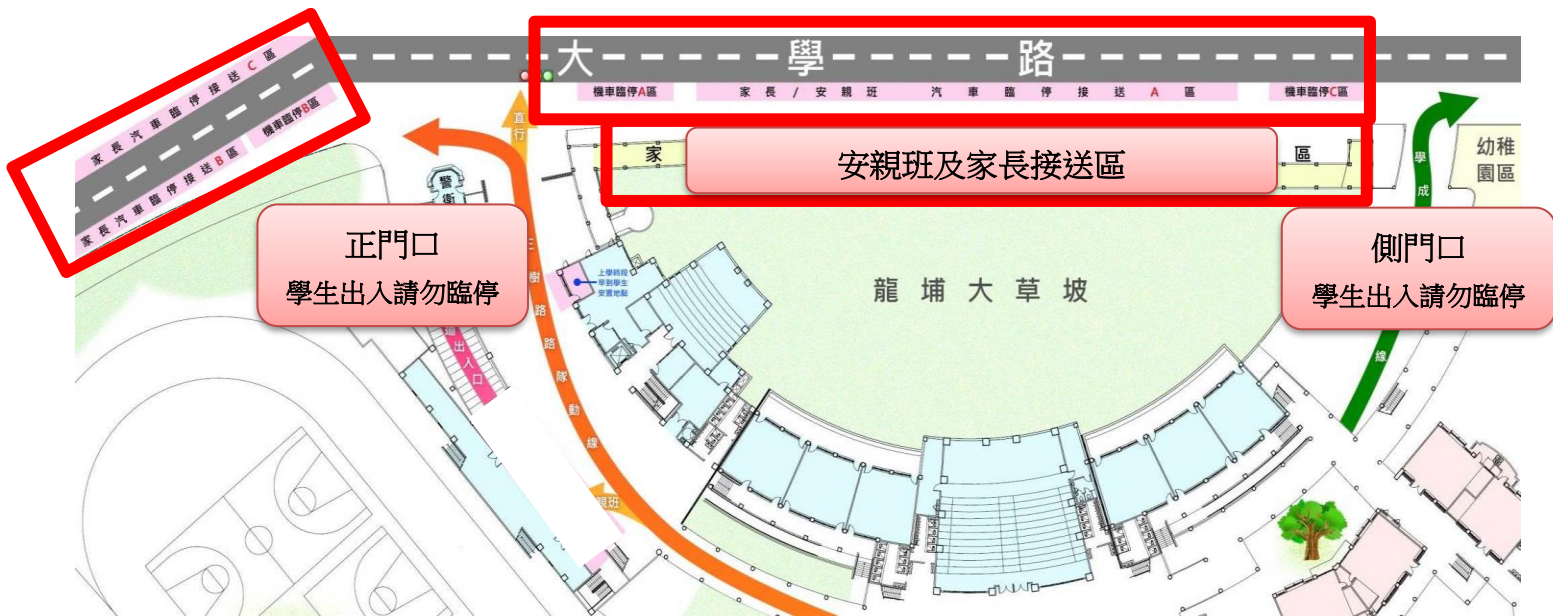 大學路
家長汽車臨停接送C區
家長汽車臨停接送B區
機車臨停B區
機車臨停A區
家長/安親班 汽車臨停接送A區
機車臨停C區
直行
家
區
安親班及家長接送區
幼稚
園區
警衛
正門口
學生出入請勿臨停
側門口
學生出入請勿臨停
學成
線
上學時段
早到學生
安置地點
龍埔大草坡
三樹路路隊動線
出入口
親班